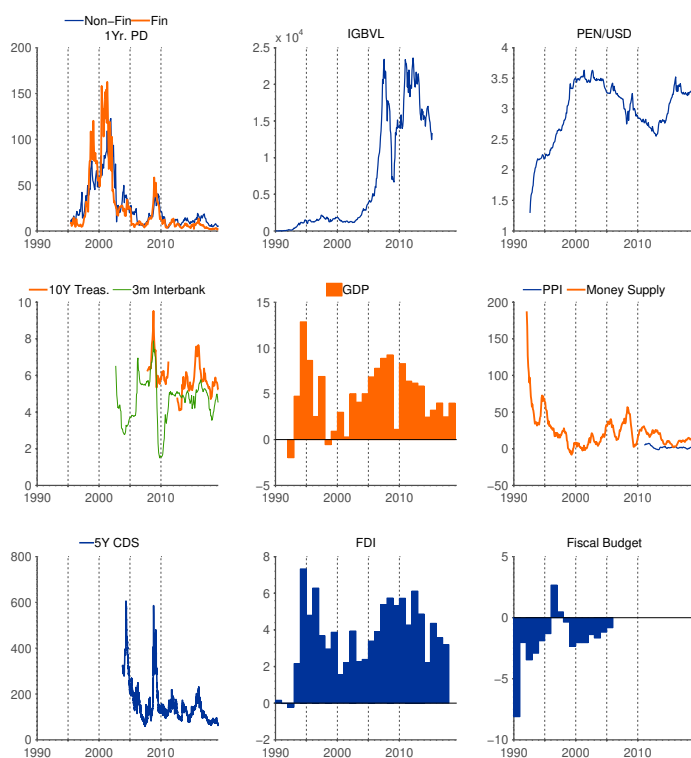 Non−Fin Fin
1Yr. PD
200
150
100
50
0
1990 2000 2010
IGBVL
2.5 x 10^4
2
1.5
1
0.5
0
1990 2000 2010
PEN/USD
4
3.5
3
2.5
2
1.5
1
1990 2000 2010
10Y Treas. 3m Interbank
10
8
6
4
2
0
1990 2000 2010
GDP
15
10
5
0
−5
1990 2000 2010
PPI Money Supply
200
150
100
50
0
−50
1990 2000 2010
5Y CDS
800
600
400
200
0
1990 2000 2010
FDI
8
6
4
2
0
−2
1990 2000 2010
Fiscal Budget
5
0
−5
−10
1990 2000 2010